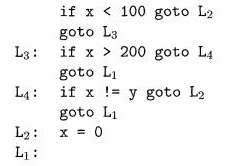 if x < 100 goto L2
goto L3
L3: if x > 200 goto L4
goto L1
L4: if x != y goto L2
goto L1
L2: x = 0
L1: